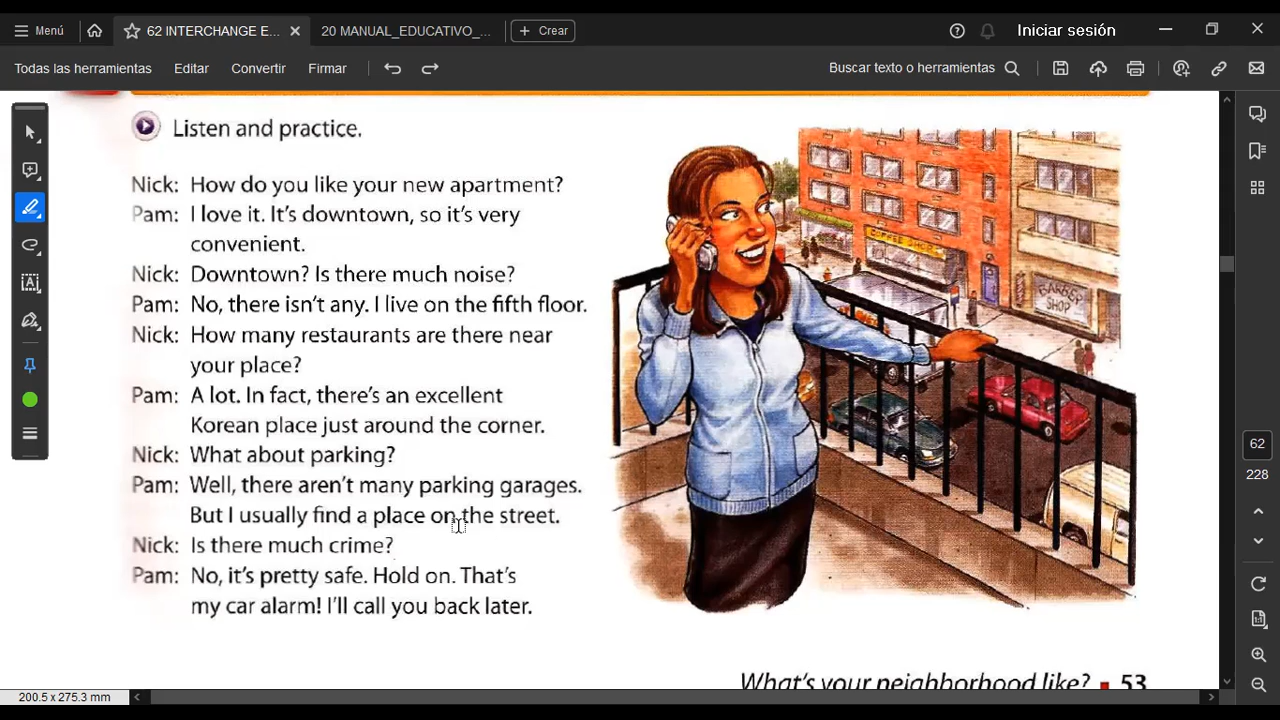 Menú
62 INTERCHANGE E...
20 MANUAL_EDUCATIVO_...
Crear
Iniciar sesión
Todas las herramientas
Editar
Convertir
Firmar
Buscar texto o herramientas
Listen and practice.
Nick: How do you like your new apartment?
Pam: I love it. It's downtown, so it's very
convenient.
Nick: Downtown? Is there much noise?
Pam: No, there isn't any. I live on the fifth floor.
Nick: How many restaurants are there near
your place?
Pam: A lot. In fact, there's an excellent
Korean place just around the corner.
Nick: What about parking?
Pam: Well, there aren't many parking garages.
But I usually find a place on the street.
Nick: Is there much crime?
Pam: No, it's pretty safe. Hold on. That's
my car alarm! I'll call you back later.
COFFEE SHOP
BARBER
SHOP
62
228
What's your neighborhood like? ■ 53
200.5 x 275.3 mm